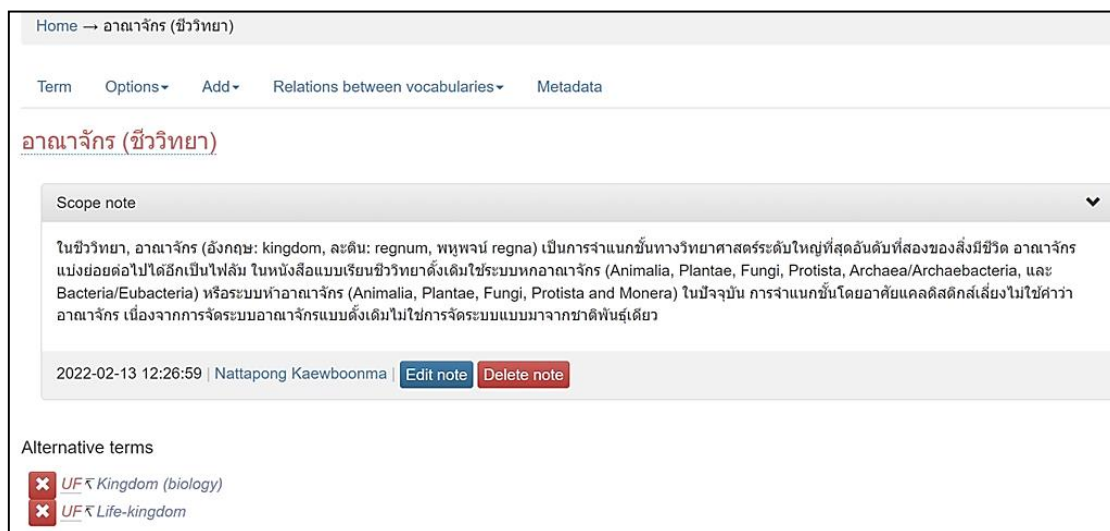 Home → อาณาจักร (ชีววิทยา)
Term Options Add Relations between vocabularies Metadata
อาณาจักร (ชีววิทยา)
Scope note
ในชีววิทยา, อาณาจักร (อังกฤษ: kingdom, ละติน: regnum, พหูพจน์ regna) เป็นการจำแนกชั้นทางวิทยาศาสตร์ระดับใหญ่ที่สุดอันดับที่สองของสิ่งมีชีวิต อาณาจักร
แบ่งย่อยต่อไปได้อีกเป็นไฟลัม ในหนังสือแบบเรียนชีววิทยาดั้งเดิมใช้ระบบหกอาณาจักร (Animalia, Plantae, Fungi, Protista, Archaea/Archaebacteria, และ
Bacteria/Eubacteria) หรือระบบห้าอาณาจักร (Animalia, Plantae, Fungi, Protista and Monera) ในปัจจุบัน การจำแนกชั้นโดยอาศัยแคลดิสติกส์เลี่ยงไม่ใช้คำว่า
อาณาจักร เนื่องจากการจัดระบบอาณาจักรแบบดั้งเดิมไม่ใช่การจัดระบบแบบมาจากชาติพันธุ์เดียว
2022-02-13 12:26:59 | Nattapong Kaewboonma | Edit note Delete note
Alternative terms
UF↸ Kingdom (biology)
UF↸ Life-kingdom